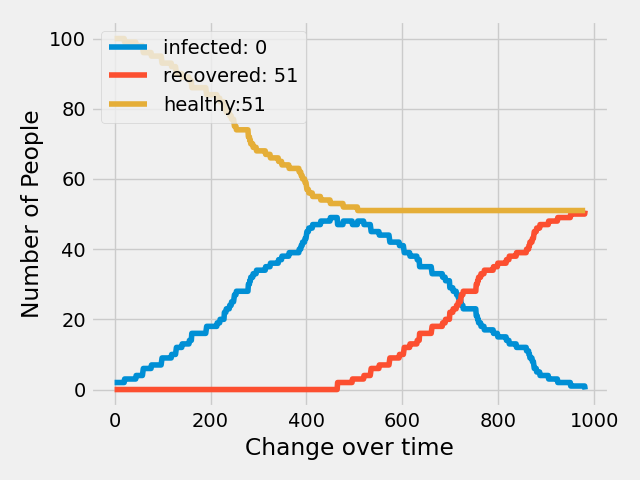 infected: 0
recovered: 51
healthy:51
100
80
60
40
20
0
Number of People
0 200 400 600 800 1000
Change over time